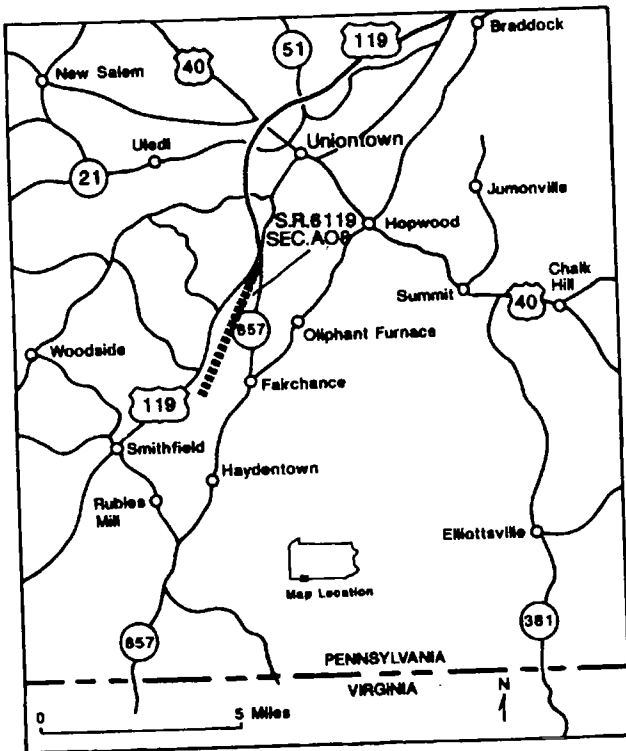 Braddock
119
51
40
New Salem
Uledi
Uniontown
21
Jumonville
S.R.6119
SEC.AO8
Hopwood
Chalk
Hill
Summit
40
857
Oliphant Furnace
Woodside
Fairchance
119
Smithfield
Haydentown
Rubles
Mill
Elliottsville
Map Location
381
857
PENNSYLVANIA
VIRGINIA
N
0 5 Miles